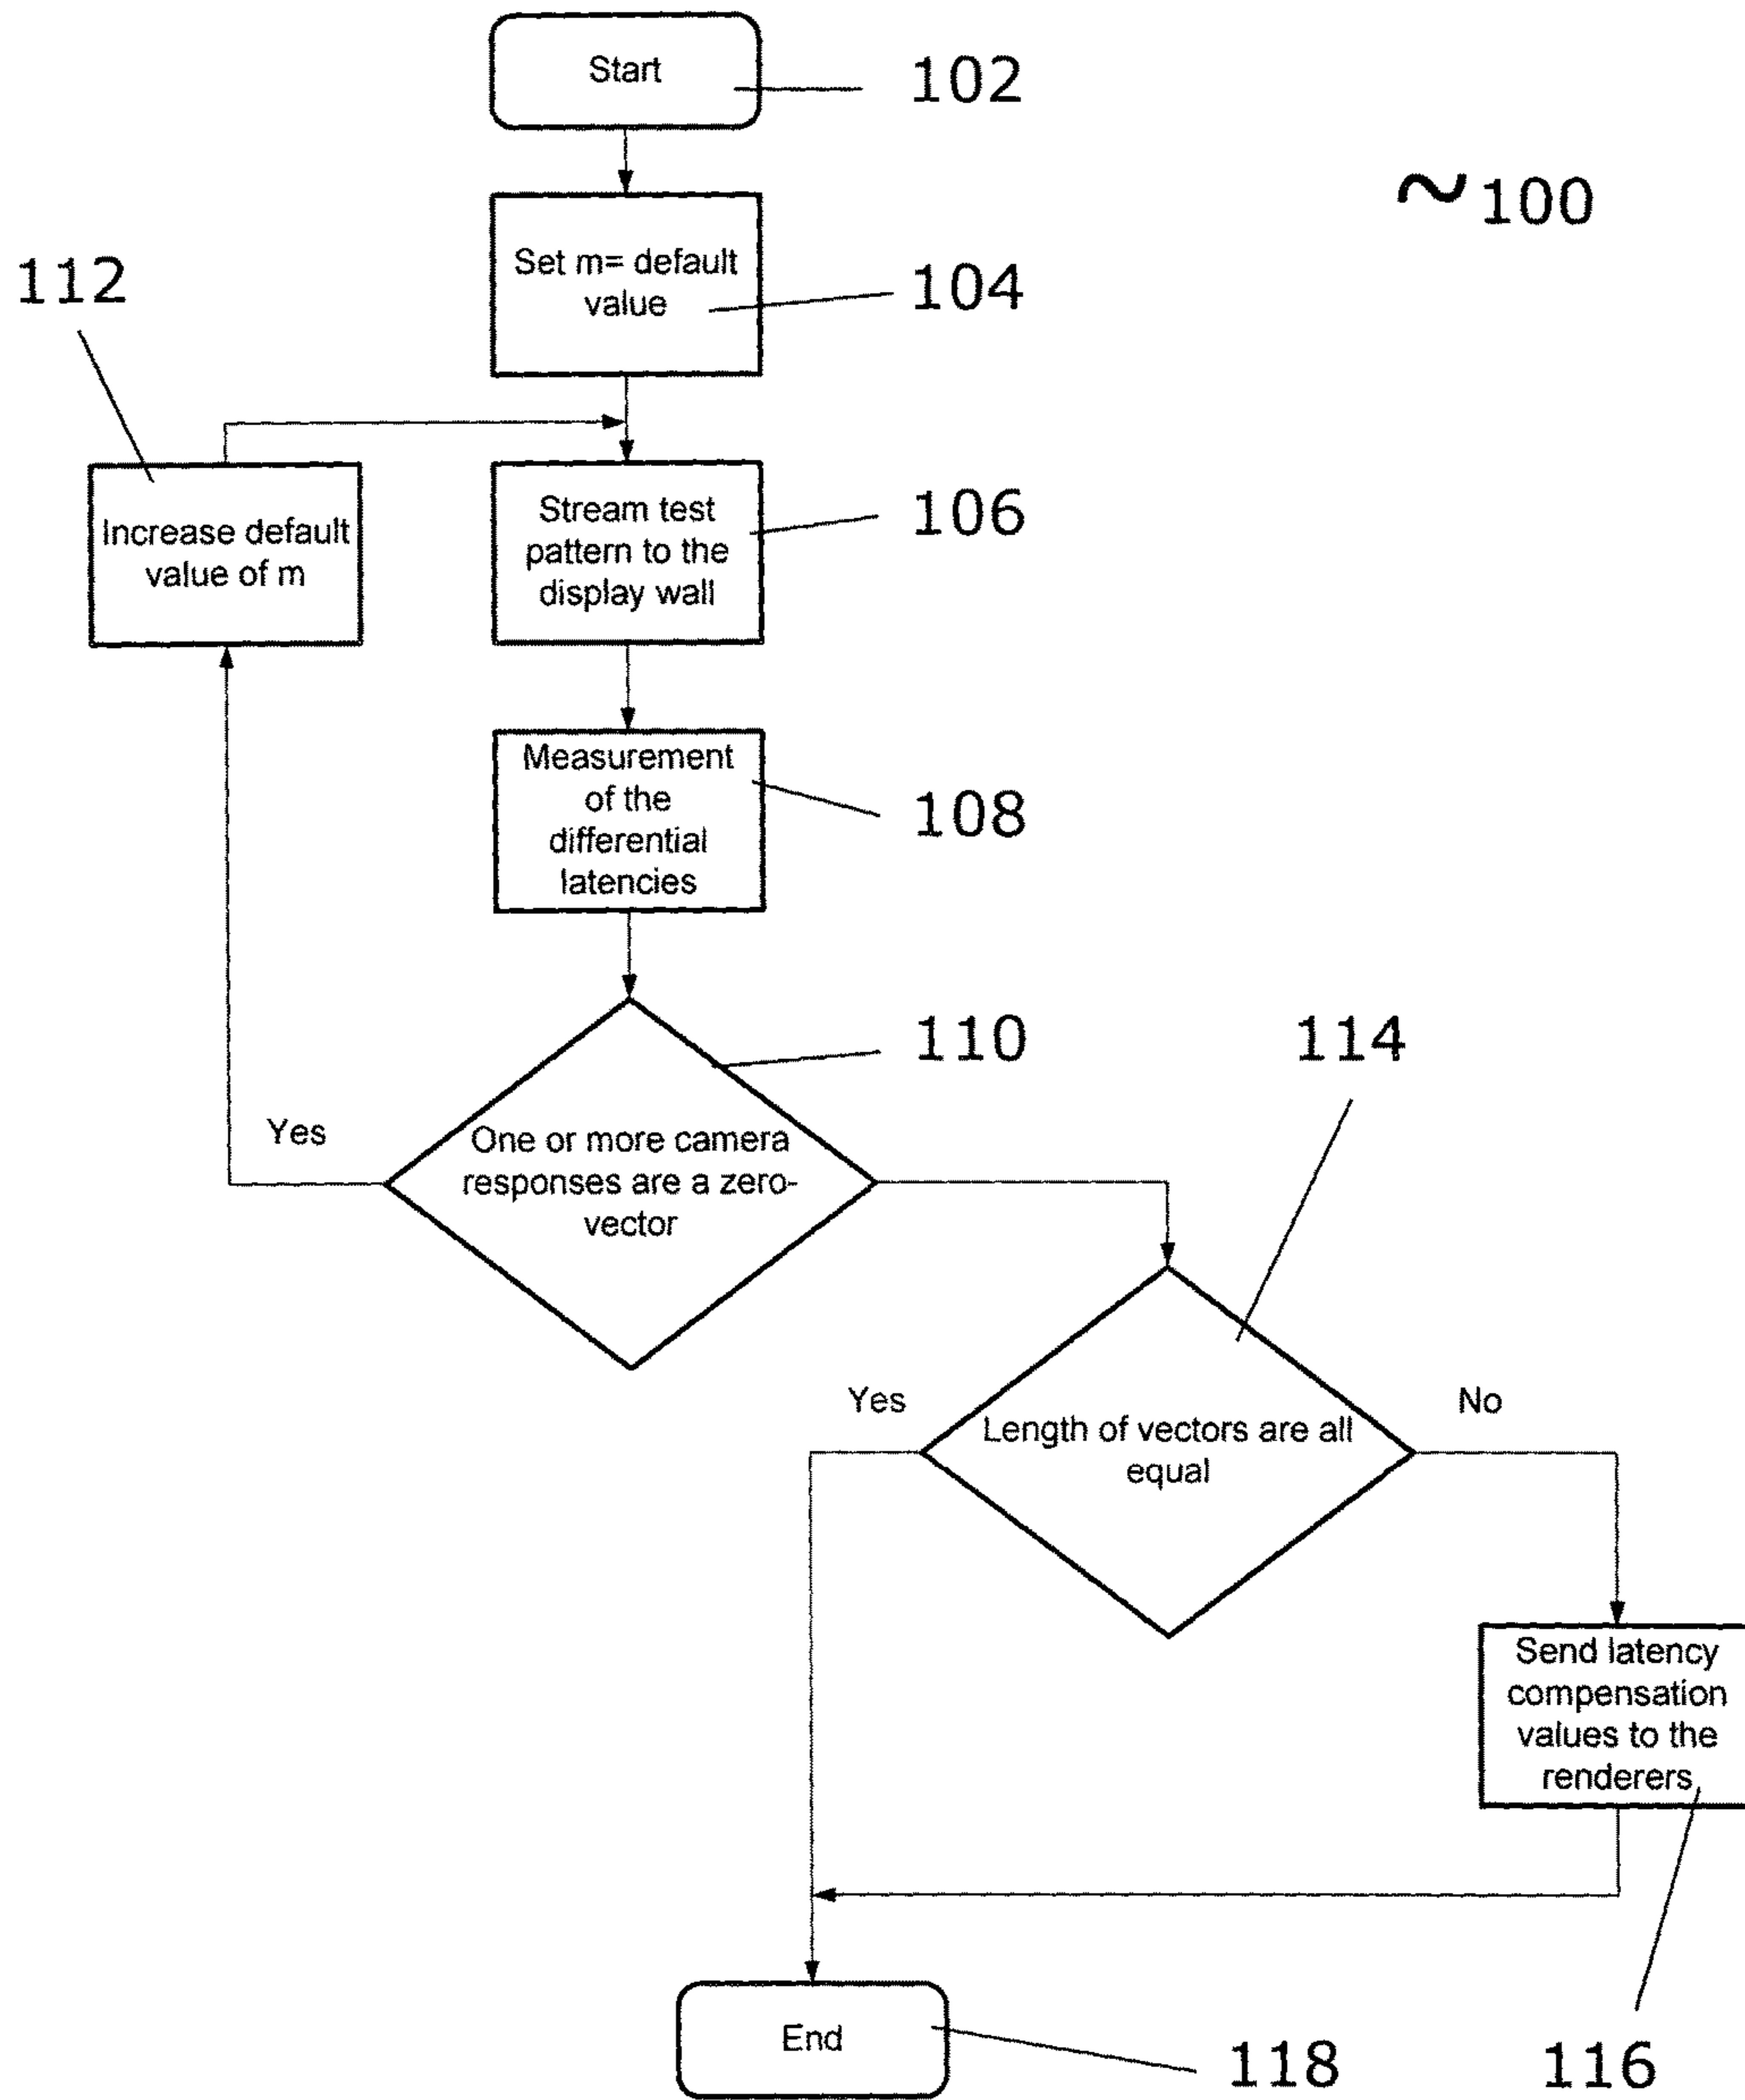 Start
102
~100
Set m= default
value
104
112
Increase default
value of m
Stream test
pattern to the
display wall
106
Measurement
of the
differential
latencies
108
110
One or more camera
responses are a zero-
vector
Yes
114
Length of vectors are all
equal
Yes
No
Send latency
compensation
values to the
renderers
116
End
118